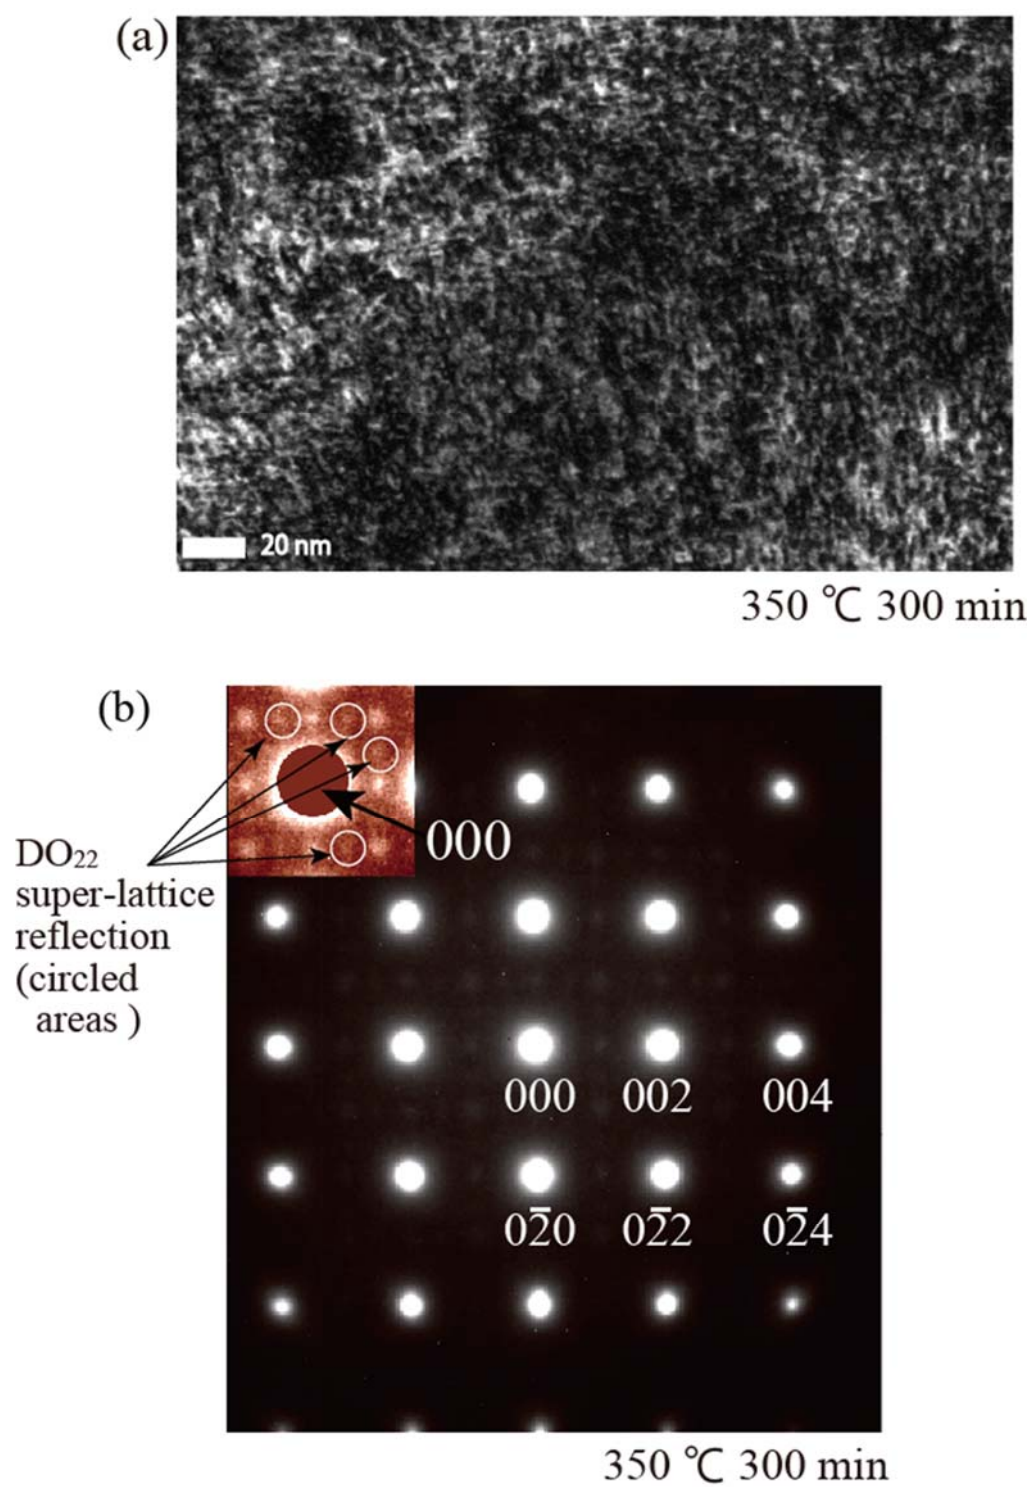 (a)
20 nm
350 ℃ 300 min
(b)
000
DO₂₂
super-lattice
reflection
(circled
areas )
000 002 004
02̅0 02̅2 02̅4
350 ℃ 300 min